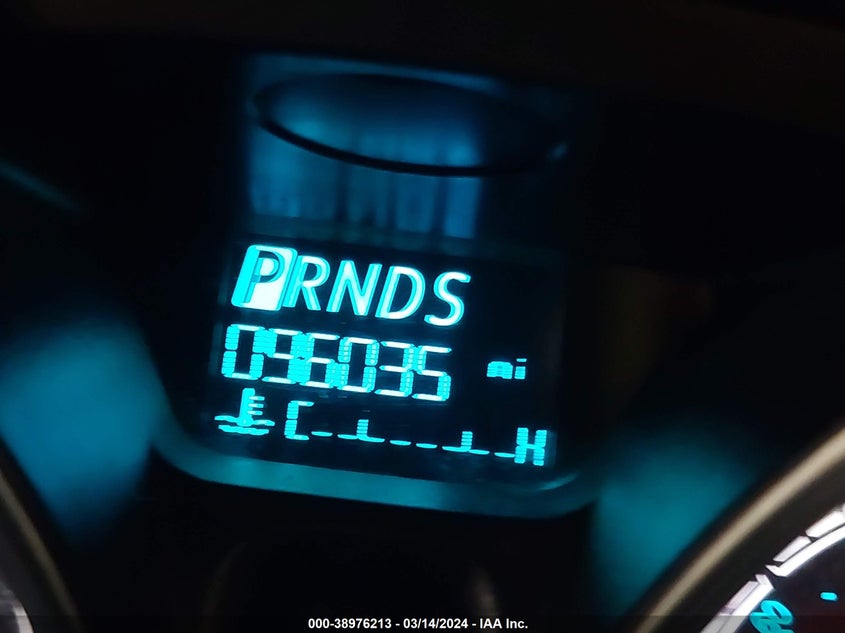 PRNDS
096035 mi
C H
000-38976213 - 03/14/2024 - IAA Inc.